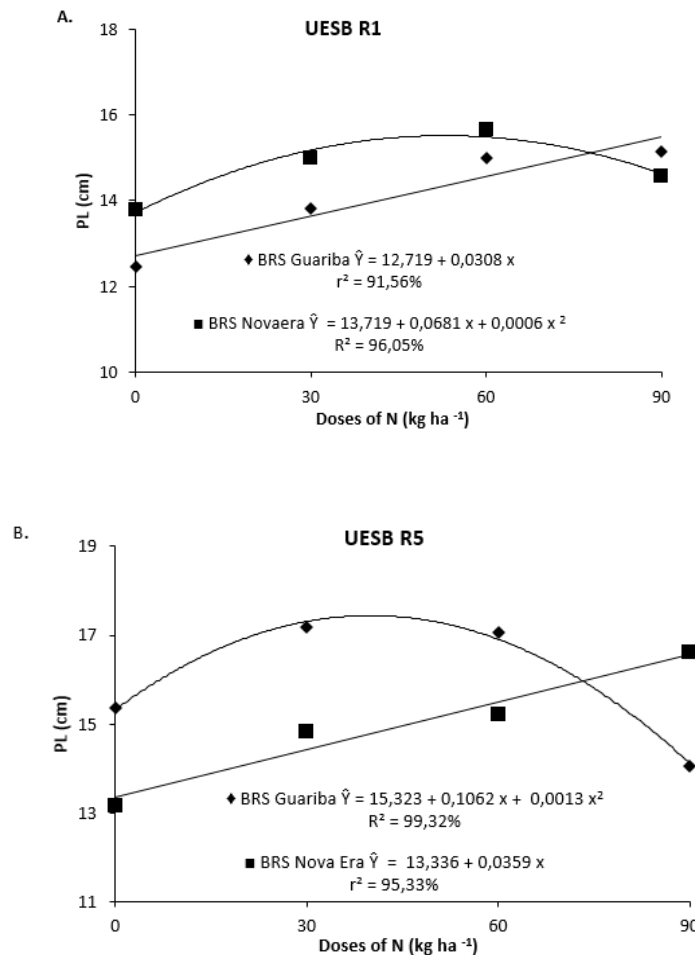 A.
UESB R1
18
16
14
12
10
PL (cm)
♦ BRS Guariba Ŷ = 12,719 + 0,0308 x
r² = 91,56%
■ BRS Novaera Ŷ = 13,719 + 0,0681 x + 0,0006 x ²
R² = 96,05%
0 30 60 90
Doses of N (kg ha ⁻¹)
B.
UESB R5
19
17
15
13
11
PL (cm)
♦ BRS Guariba Ŷ = 15,323 + 0,1062 x + 0,0013 x²
R² = 99,32%
■ BRS Nova Era Ŷ = 13,336 + 0,0359 x
r² = 95,33%
0 30 60 90
Doses of N (kg ha ⁻¹)